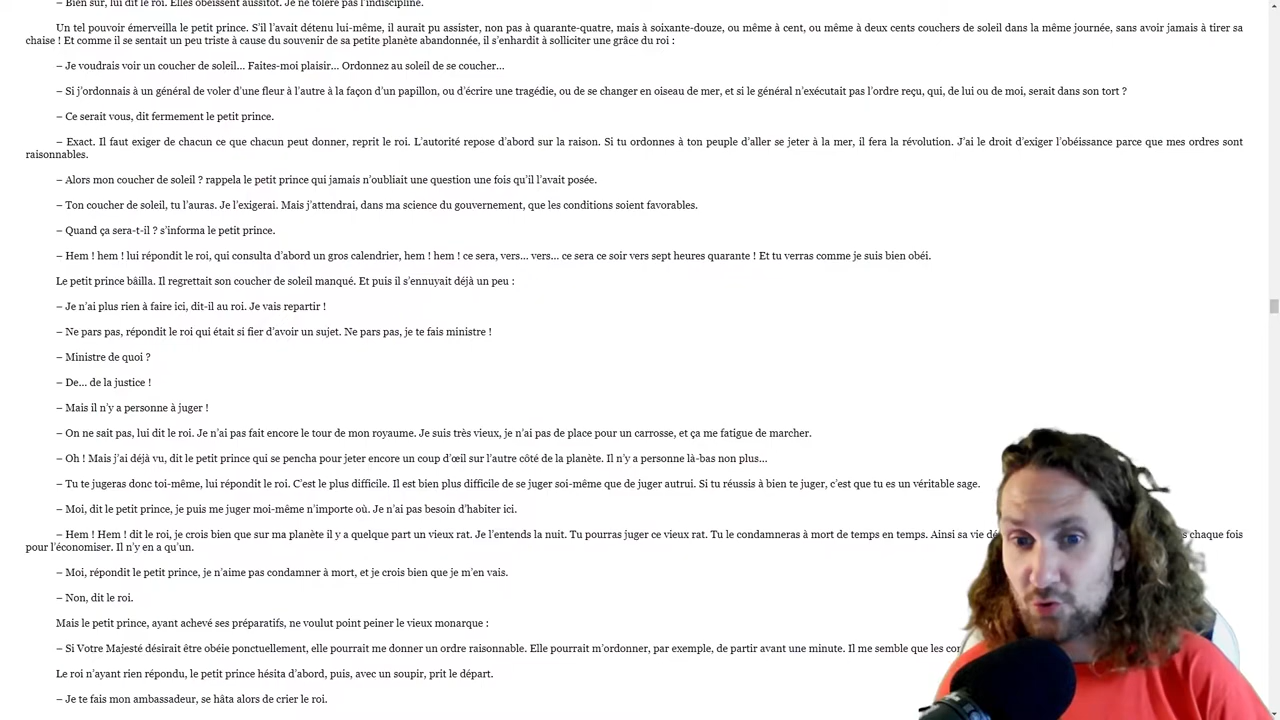 – Bien sûr, lui dit le roi. Elles obéissent aussitôt. Je ne tolère pas l’indiscipline.
Un tel pouvoir émerveilla le petit prince. S’il l’avait détenu lui-même, il aurait pu assister, non pas à quarante-quatre, mais à soixante-douze, ou même à cent, ou même à deux cents couchers de soleil dans la même journée, sans avoir jamais à tirer sa
chaise ! Et comme il se sentait un peu triste à cause du souvenir de sa petite planète abandonnée, il s’enhardit à solliciter une grâce du roi :
– Je voudrais voir un coucher de soleil… Faites-moi plaisir… Ordonnez au soleil de se coucher…
– Si j’ordonnais à un général de voler d’une fleur à l’autre à la façon d’un papillon, ou d’écrire une tragédie, ou de se changer en oiseau de mer, et si le général n’exécutait pas l’ordre reçu, qui, de lui ou de moi, serait dans son tort ?
– Ce serait vous, dit fermement le petit prince.
– Exact. Il faut exiger de chacun ce que chacun peut donner, reprit le roi. L’autorité repose d’abord sur la raison. Si tu ordonnes à ton peuple d’aller se jeter à la mer, il fera la révolution. J’ai le droit d’exiger l’obéissance parce que mes ordres sont
raisonnables.
– Alors mon coucher de soleil ? rappela le petit prince qui jamais n’oubliait une question une fois qu’il l’avait posée.
– Ton coucher de soleil, tu l’auras. Je l’exigerai. Mais j’attendrai, dans ma science du gouvernement, que les conditions soient favorables.
– Quand ça sera-t-il ? s’informa le petit prince.
– Hem ! hem ! lui répondit le roi, qui consulta d’abord un gros calendrier, hem ! hem ! ce sera, vers… vers… ce sera ce soir vers sept heures quarante ! Et tu verras comme je suis bien obéi.
Le petit prince bâilla. Il regrettait son coucher de soleil manqué. Et puis il s’ennuyait déjà un peu :
– Je n’ai plus rien à faire ici, dit-il au roi. Je vais repartir !
– Ne pars pas, répondit le roi qui était si fier d’avoir un sujet. Ne pars pas, je te fais ministre !
– Ministre de quoi ?
– De… de la justice !
– Mais il n’y a personne à juger !
– On ne sait pas, lui dit le roi. Je n’ai pas fait encore le tour de mon royaume. Je suis très vieux, je n’ai pas de place pour un carrosse, et ça me fatigue de marcher.
– Oh ! Mais j’ai déjà vu, dit le petit prince qui se pencha pour jeter encore un coup d’œil sur l’autre côté de la planète. Il n’y a personne là-bas non plus…
– Tu te jugeras donc toi-même, lui répondit le roi. C’est le plus difficile. Il est bien plus difficile de se juger soi-même que de juger autrui. Si tu réussis à bien te juger, c’est que tu es un véritable sage.
– Moi, dit le petit prince, je puis me juger moi-même n’importe où. Je n’ai pas besoin d’habiter ici.
– Hem ! Hem ! dit le roi, je crois bien que sur ma planète il y a quelque part un vieux rat. Je l’entends la nuit. Tu pourras juger ce vieux rat. Tu le condamneras à mort de temps en temps. Ainsi sa vie chaque fois
pour l’économiser. Il n’y en a qu’un.
– Moi, répondit le petit prince, je n’aime pas condamner à mort, et je crois bien que je m’en vais.
– Non, dit le roi.
Mais le petit prince, ayant achevé ses préparatifs, ne voulut point peiner le vieux monarque :
– Si Votre Majesté désirait être obéie ponctuellement, elle pourrait me donner un ordre raisonnable. Elle pourrait m’ordonner, par exemple, de partir avant une minute. Il me semble que les
Le roi n’ayant rien répondu, le petit prince hésita d’abord, puis, avec un soupir, prit le départ.
– Je te fais mon ambassadeur, se hâta alors de crier le roi.